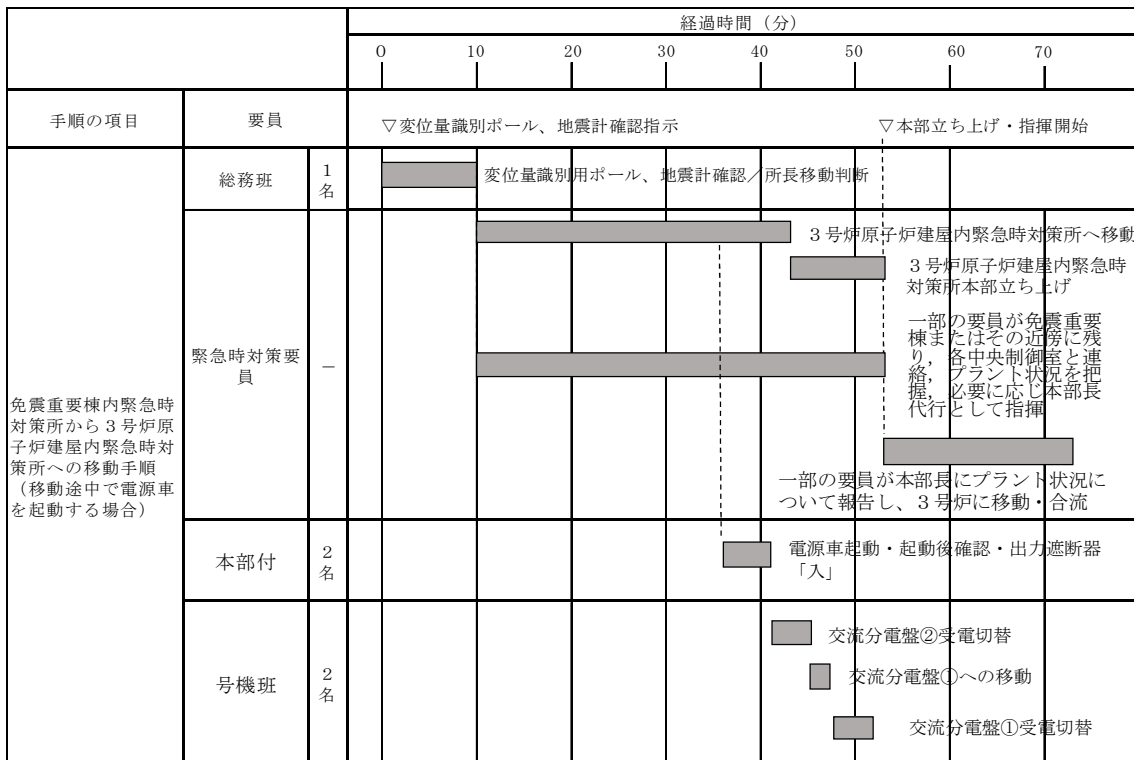 経過時間（分）
0 10 20 30 40 50 60 70
手順の項目 要員
▽変位量識別ポール、地震計確認指示 ▽本部立ち上げ・指揮開始
免震重要棟内緊急時
対策所から３号炉原
子炉建屋内緊急時対
策所への移動手順
（移動途中で電源車
を起動する場合）
総務班
１
名
変位量識別用ポール、地震計確認／所長移動判断
緊急時対策要
員
－
３号炉原子炉建屋内緊急時対策所へ移動
３号炉原子炉建屋内緊急時
対策所本部立ち上げ
一部の要員が免震重要
棟またはその近傍に残
り，各中央制御室と連
絡，プラント状況を把
握，必要に応じ本部長
代行として指揮
一部の要員が本部長にプラント状況に
ついて報告し、３号炉に移動・合流
本部付
２
名
電源車起動・起動後確認・出力遮断器
「入」
号機班
２
名
交流分電盤②受電切替
交流分電盤①への移動
交流分電盤①受電切替